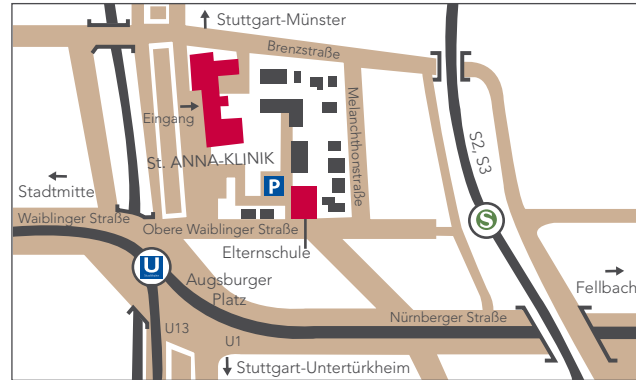 Stuttgart-Münster
Brenzstraße
Eingang
Melanchthonstraße
S2, S3
St. ANNA-KLINIK
P
Stadtmitte
Waiblinger Straße
Obere Waiblinger Straße
S
Elternschule
U
Augsburger
Platz
Fellbach
Nürnberger Straße
U13
U1
Stuttgart-Untertürkheim